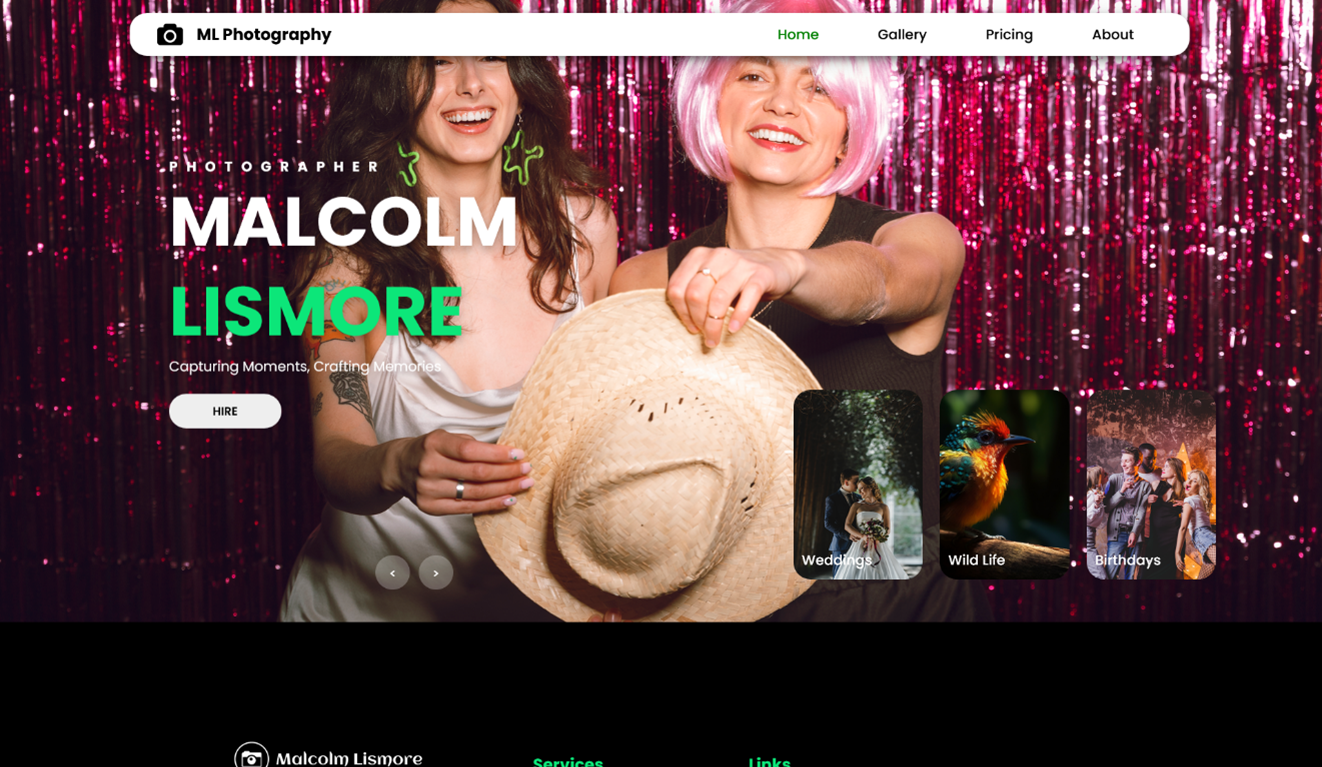 ML Photography
Home
Gallery
Pricing
About
PHOTOGRAPHER
MALCOLM
LISMORE
Capturing Moments, Crafting Memories
HIRE
<
>
Weddings
Wild Life
Birthdays
Malcolm Lismore
Services
Links